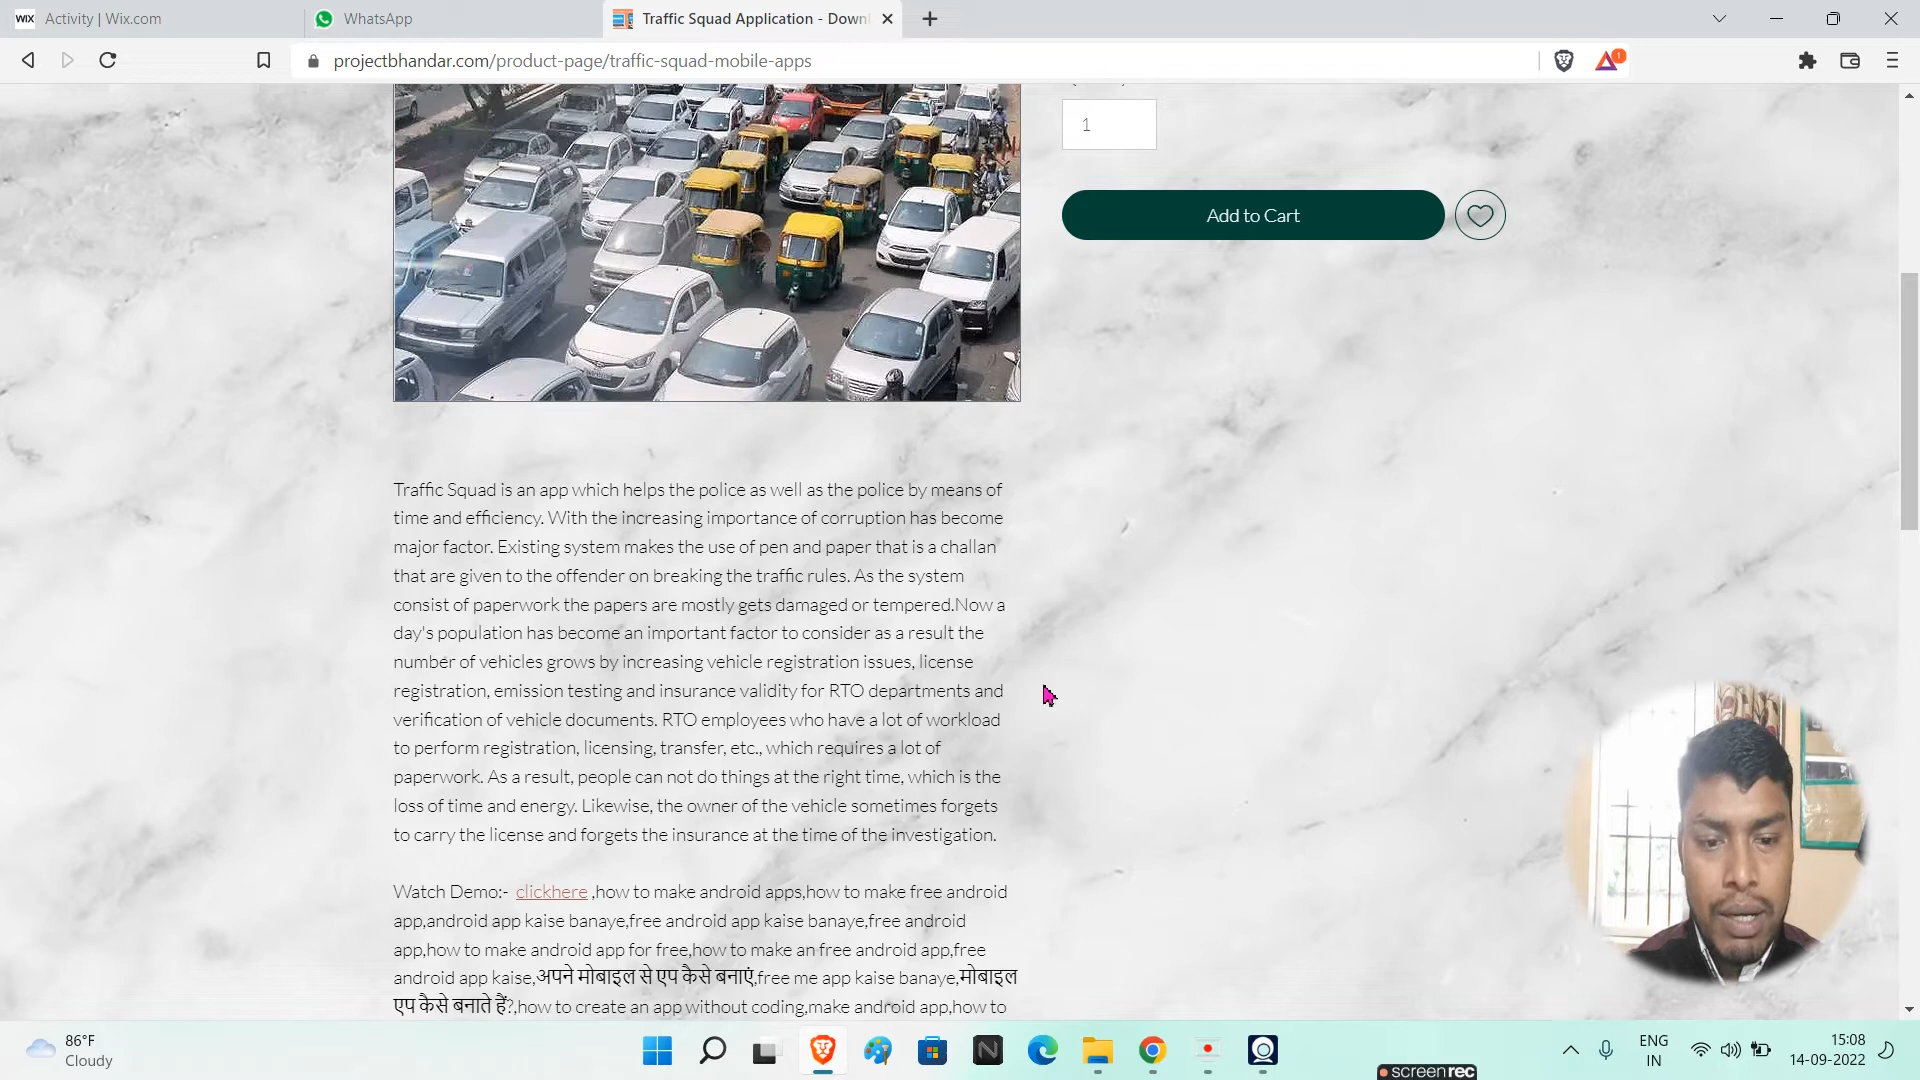 WIX Activity | Wix.com
WhatsApp
Traffic Squad Application - Down
projectbhandar.com/product-page/traffic-squad-mobile-apps
1
1
Add to Cart
Traffic Squad is an app which helps the police as well as the police by means of
time and efficiency. With the increasing importance of corruption has become
major factor. Existing system makes the use of pen and paper that is a challan
that are given to the offender on breaking the traffic rules. As the system
consist of paperwork the papers are mostly gets damaged or tempered.Now a
day's population has become an important factor to consider as a result the
number of vehicles grows by increasing vehicle registration issues, license
registration, emission testing and insurance validity for RTO departments and
verification of vehicle documents. RTO employees who have a lot of workload
to perform registration, licensing, transfer, etc., which requires a lot of
paperwork. As a result, people can not do things at the right time, which is the
loss of time and energy. Likewise, the owner of the vehicle sometimes forgets
to carry the license and forgets the insurance at the time of the investigation.
Watch Demo:- clickhere ,how to make android apps,how to make free android
app,android app kaise banaye,free android app kaise banaye,free android
app,how to make android app for free,how to make an free android app,free
android app kaise,अपने मोबाइल से एप कैसे बनाएं,free me app kaise banaye,मोबाइल
एप कैसे बनाते हैं?,how to create an app without coding,make android app,how to
86°F
Cloudy
N
ENG
IN
15:08
14-09-2022
screenrec